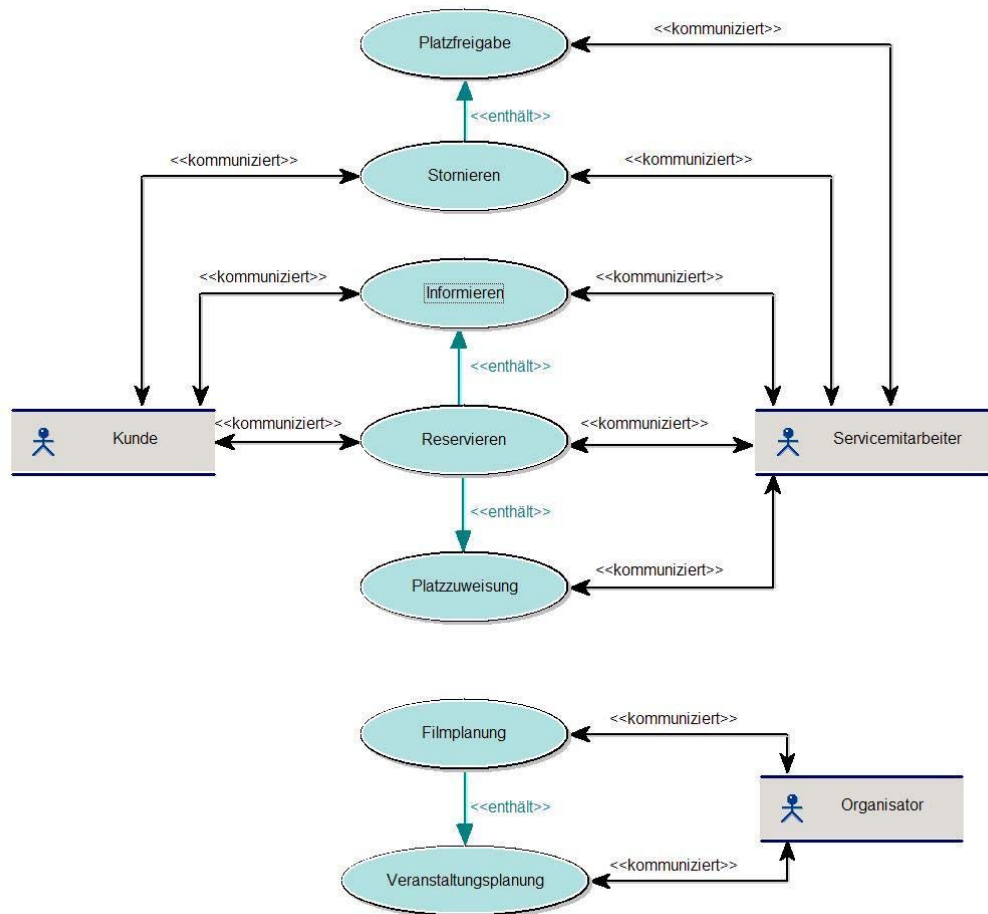 Platzfreigabe
<<kommuniziert>>
<<enthält>>
<<kommuniziert>>
Stornieren
<<kommuniziert>>
<<kommuniziert>>
Informieren
<<kommuniziert>>
<<enthält>>
Kunde
<<kommuniziert>>
Reservieren
<<kommuniziert>>
Servicemitarbeiter
<<enthält>>
Platzzuweisung
<<kommuniziert>>
Filmplanung
<<kommuniziert>>
<<enthält>>
Organisator
Veranstaltungsplanung
<<kommuniziert>>